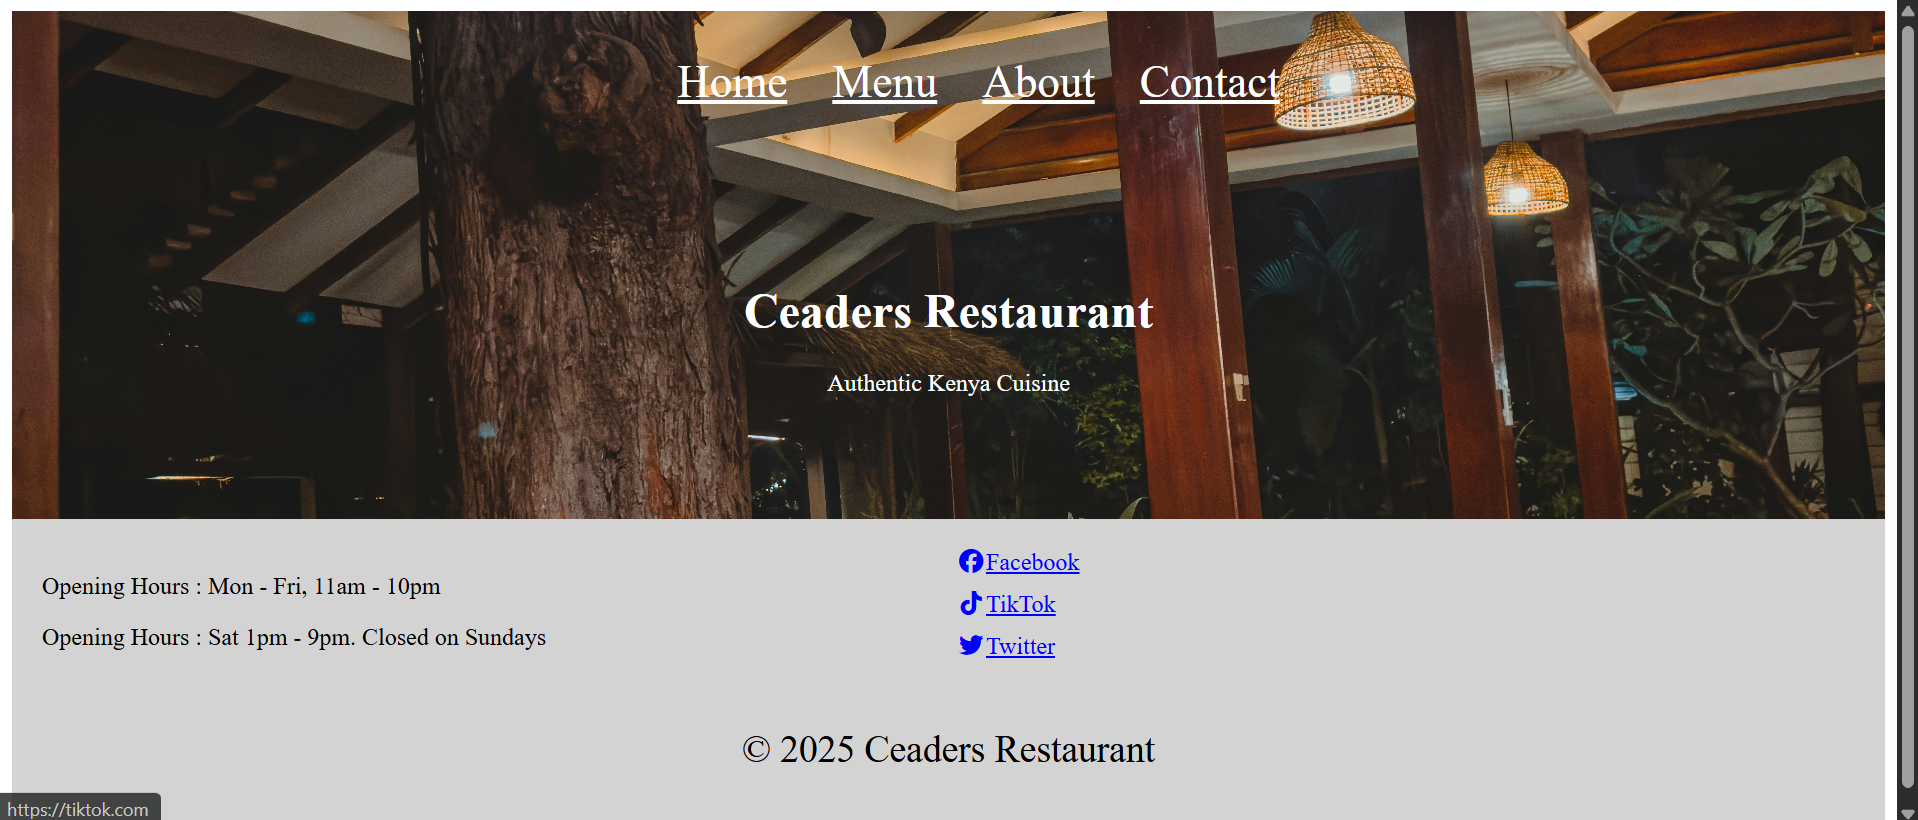 Home Menu About Contact
Ceaders Restaurant
Authentic Kenya Cuisine
Opening Hours : Mon - Fri, 11am - 10pm
Opening Hours : Sat 1pm - 9pm. Closed on Sundays
Facebook
TikTok
Twitter
© 2025 Ceaders Restaurant
https://tiktok.com